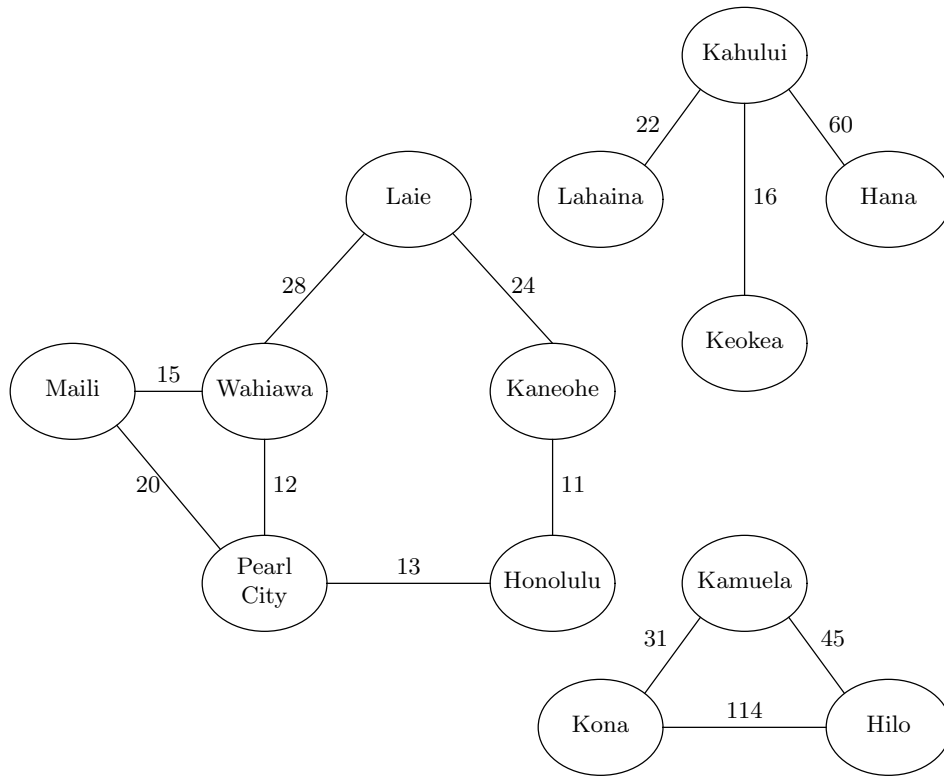 Kahului
22
60
Laie
Lahaina
16
Hana
28
24
Keokea
Maili
15
Wahiawa
Kaneohe
20
12
11
Pearl
City
13
Honolulu
Kamuela
31
45
Kona
114
Hilo